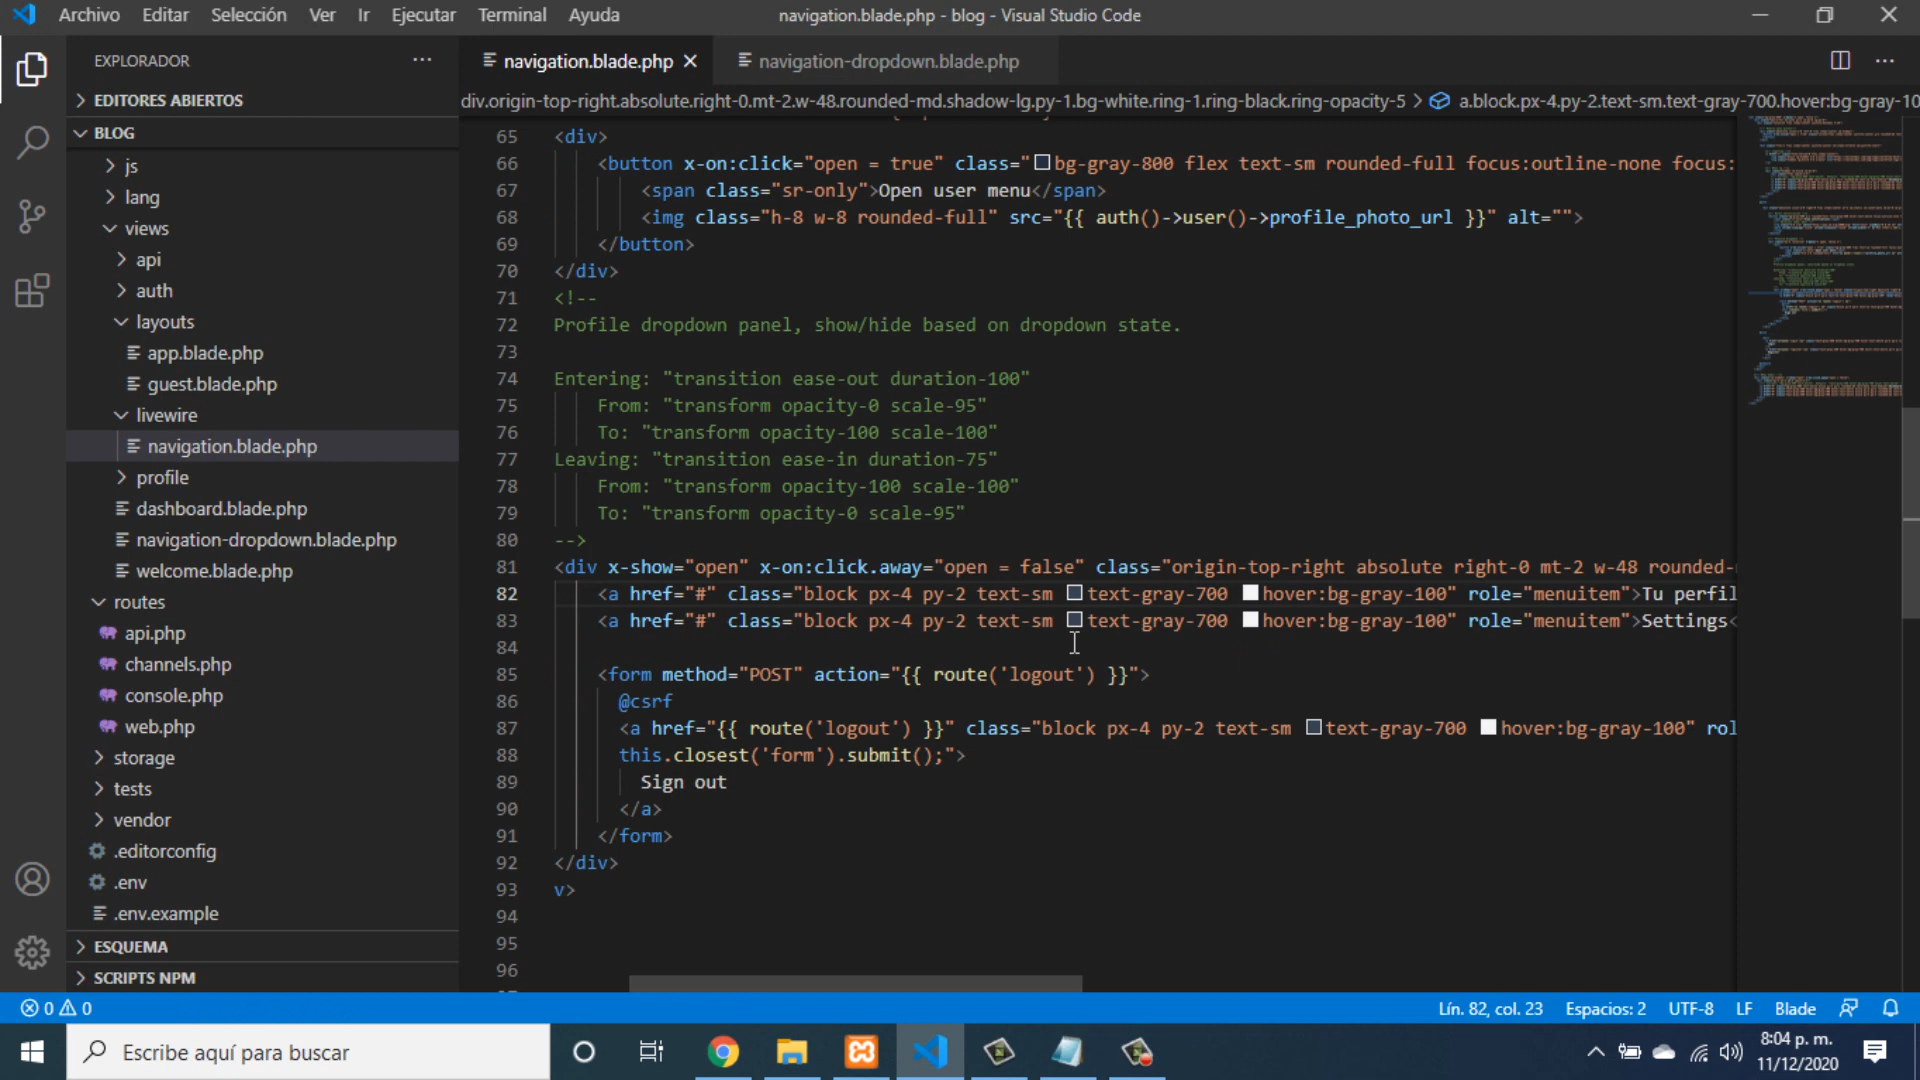 Archivo Editar Selección Ver Ir Ejecutar Terminal Ayuda navigation.blade.php - blog - Visual Studio Code
EXPLORADOR
EDITORES ABIERTOS
BLOG
js
lang
views
api
auth
layouts
app.blade.php
guest.blade.php
livewire
navigation.blade.php
profile
dashboard.blade.php
navigation-dropdown.blade.php
welcome.blade.php
routes
api.php
channels.php
console.php
web.php
storage
tests
vendor
.editorconfig
.env
.env.example
ESQUEMA
SCRIPTS NPM
navigation.blade.php navigation-dropdown.blade.php
div.origin-top-right.absolute.right-0.mt-2.w-48.rounded-md.shadow-lg.py-1.bg-white.ring-1.ring-black.ring-opacity-5 > a.block.px-4.py-2.text-sm.text-gray-700.hover:bg-gray-10
65 <div>
66 <button x-on:click="open = true" class="bg-gray-800 flex text-sm rounded-full focus:outline-none focus:
67 <span class="sr-only">Open user menu</span>
68 <img class="h-8 w-8 rounded-full" src="{{ auth()->user()->profile_photo_url }}" alt="">
69 </button>
70 </div>
71 <!--
72 Profile dropdown panel, show/hide based on dropdown state.
73
74 Entering: "transition ease-out duration-100"
75 From: "transform opacity-0 scale-95"
76 To: "transform opacity-100 scale-100"
77 Leaving: "transition ease-in duration-75"
78 From: "transform opacity-100 scale-100"
79 To: "transform opacity-0 scale-95"
80 -->
81 <div x-show="open" x-on:click.away="open = false" class="origin-top-right absolute right-0 mt-2 w-48 rounded-
82 <a href="#" class="block px-4 py-2 text-sm text-gray-700 hover:bg-gray-100" role="menuitem">Tu perfil
83 <a href="#" class="block px-4 py-2 text-sm text-gray-700 hover:bg-gray-100" role="menuitem">Settings<
84
85 <form method="POST" action="{{ route('logout') }}">
86 @csrf
87 <a href="{{ route('logout') }}" class="block px-4 py-2 text-sm text-gray-700 hover:bg-gray-100" rol
88 this.closest('form').submit();">
89 Sign out
90 </a>
91 </form>
92 </div>
93 v>
94
95
96
0 0 Lín. 82, col. 23 Espacios: 2 UTF-8 LF Blade
Escribe aquí para buscar
8:04 p. m.
11/12/2020